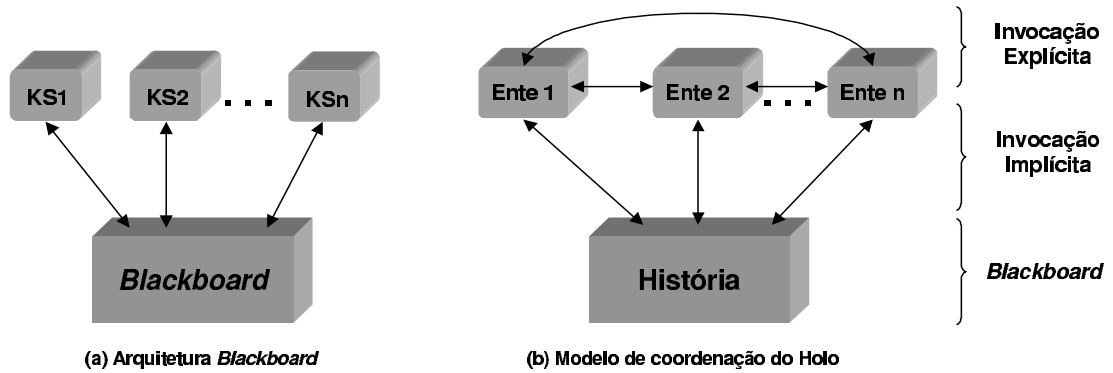 KS1
KS2
. . .
KSn
Blackboard
(a) Arquitetura Blackboard
Ente 1
Ente 2
. . .
Ente n
História
(b) Modelo de coordenação do Holo
Invocação
Explícita
Invocação
Implícita
Blackboard